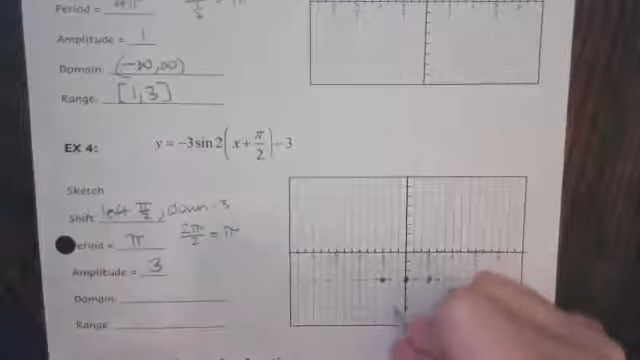 Period =
Amplitude = 1
Domain: (-∞,∞)
Range: [1,3]
EX 4: y = -3sin2(x+π/2)-3
Sketch
Shift left π/2, down 3
eriod = π 2π/2 = π
Amplitude = 3
Domain:
Range: